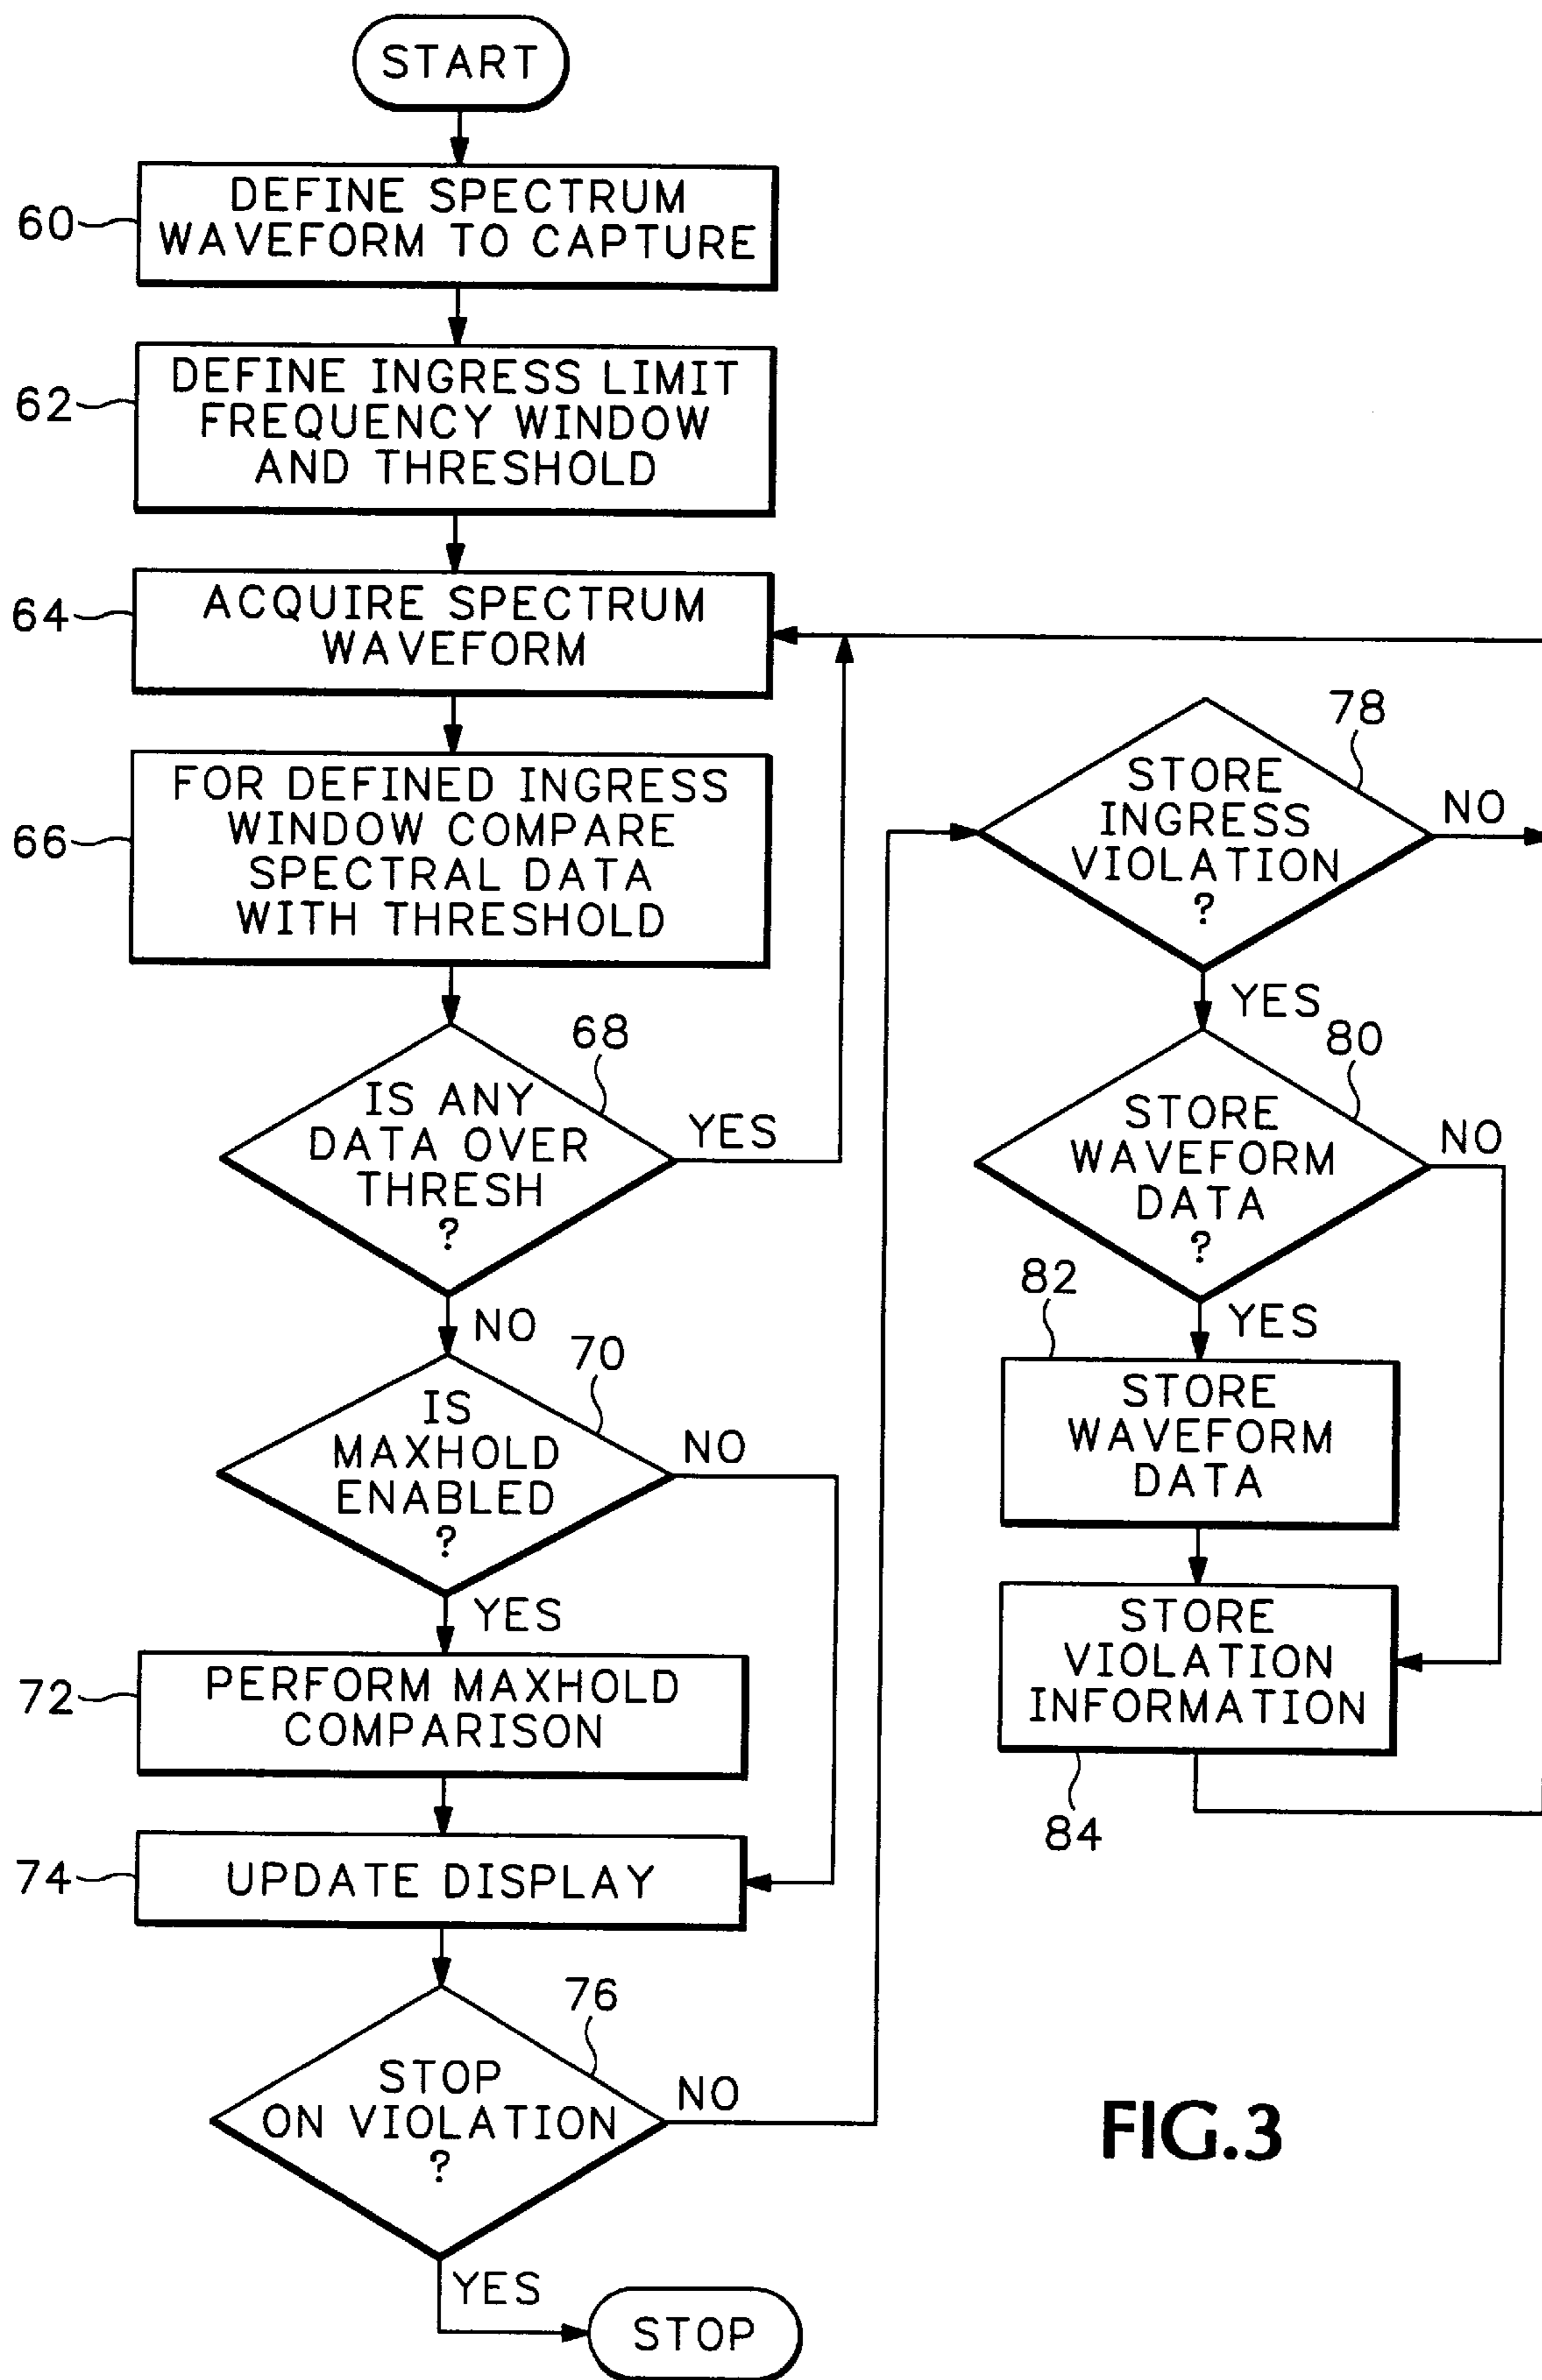 START
60
DEFINE SPECTRUM
WAVEFORM TO CAPTURE
62
DEFINE INGRESS LIMIT
FREQUENCY WINDOW
AND THRESHOLD
64
ACQUIRE SPECTRUM
WAVEFORM
66
FOR DEFINED INGRESS
WINDOW COMPARE
SPECTRAL DATA
WITH THRESHOLD
68
IS ANY
DATA OVER
THRESH
?
YES
NO
70
IS
MAXHOLD
ENABLED
?
NO
YES
72
PERFORM MAXHOLD
COMPARISON
74
UPDATE DISPLAY
76
STOP
ON VIOLATION
?
NO
YES
STOP
78
STORE
INGRESS
VIOLATION
?
NO
YES
80
STORE
WAVEFORM
DATA
?
NO
YES
82
STORE
WAVEFORM
DATA
STORE
VIOLATION
INFORMATION
84
FIG.3